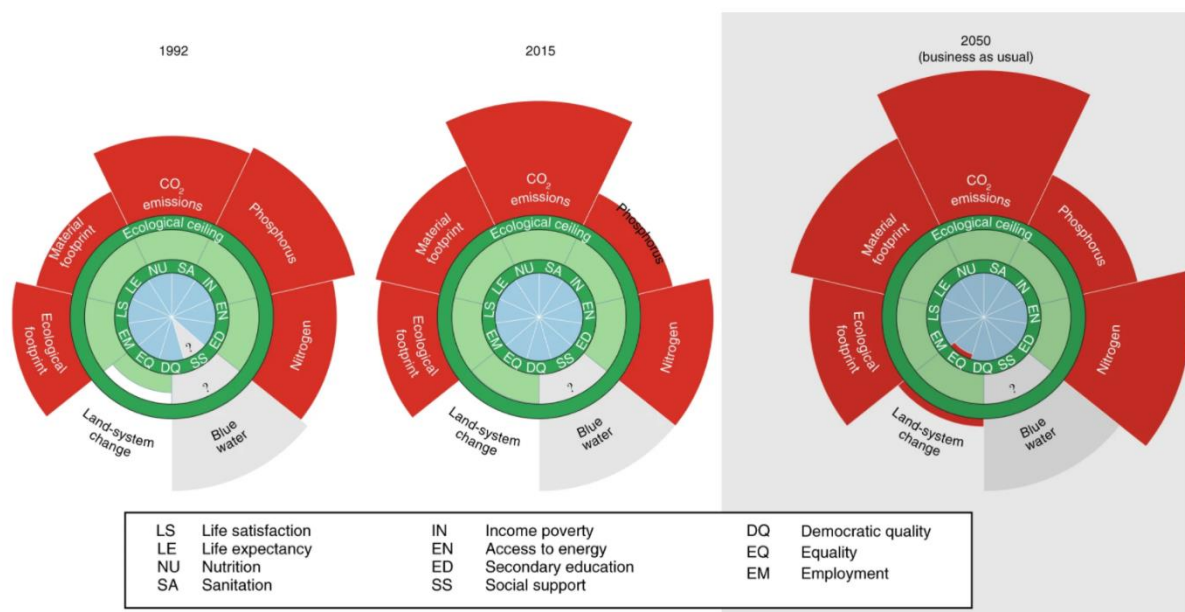 1992
CO2
emissions
Phosphorus
Material
footprint
Ecological ceiling
NU SA
LE IN
LS EN
EM ED
EQ DQ SS
?
?
Ecological
footprint
Nitrogen
Land-system
change
Blue
water
2015
CO2
emissions
Phosphorus
Material
footprint
Ecological ceiling
NU SA
LE IN
LS EN
EM ED
EQ DQ SS
?
Ecological
footprint
Nitrogen
Land-system
change
Blue
water
2050
(business as usual)
CO2
emissions
Phosphorus
Material
footprint
Ecological ceiling
NU SA
LE IN
LS EN
EM ED
EQ DQ SS
?
Ecological
footprint
Nitrogen
Land-system
change
Blue
water
LS Life satisfaction
LE Life expectancy
NU Nutrition
SA Sanitation
IN Income poverty
EN Access to energy
ED Secondary education
SS Social support
DQ Democratic quality
EQ Equality
EM Employment